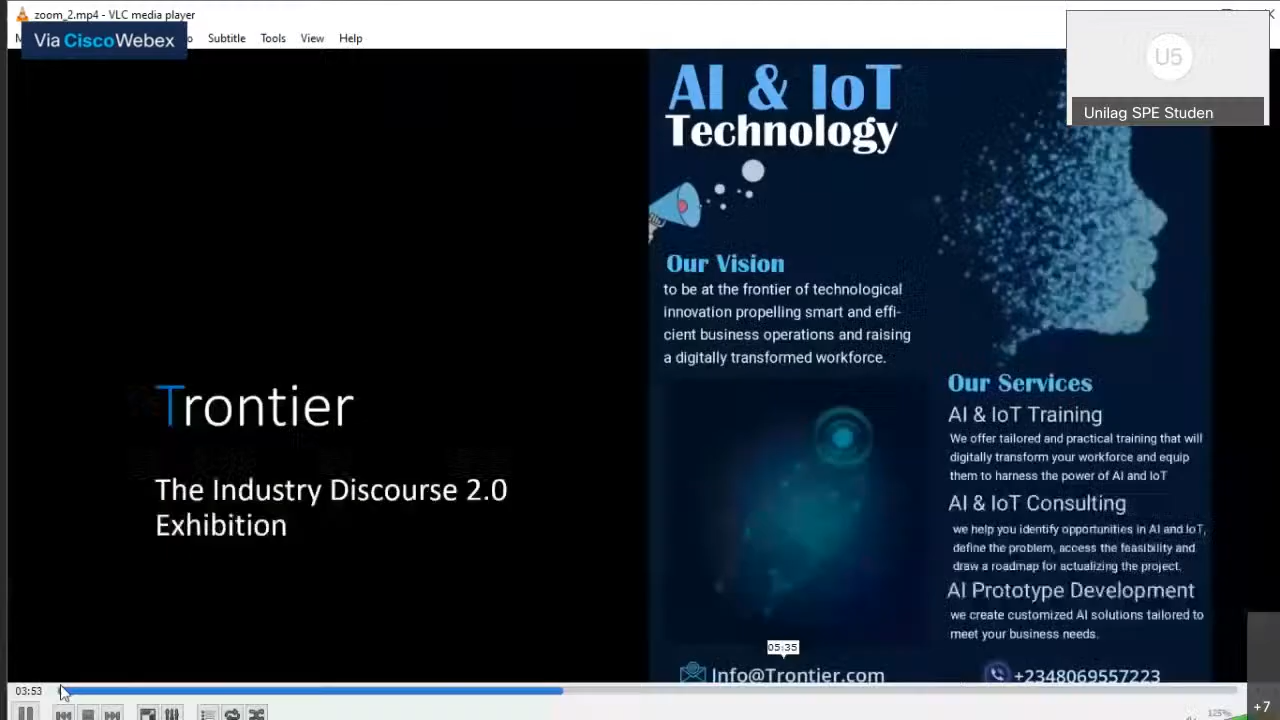 zoom_2.mp4 - VLC media player
Via CiscoWebex
Subtitle Tools View Help
U5
Unilag SPE Studen
AI & IoT
Technology
Our Vision
to be at the frontier of technological
innovation propelling smart and effi-
cient business operations and raising
a digitally transformed workforce.
Trontier
The Industry Discourse 2.0
Exhibition
Our Services
AI & IoT Training
We offer tailored and practical training that will
digitally transform your workforce and equip
them to harness the power of AI and IoT
AI & IoT Consulting
we help you identify opportunities in AI and IoT,
define the problem, access the feasibility and
draw a roadmap for actualizing the project.
AI Prototype Development
we create customized AI solutions tailored to
meet your business needs.
05:35
Info@Trontier.com
+2348069557223
03:53
+7
125%